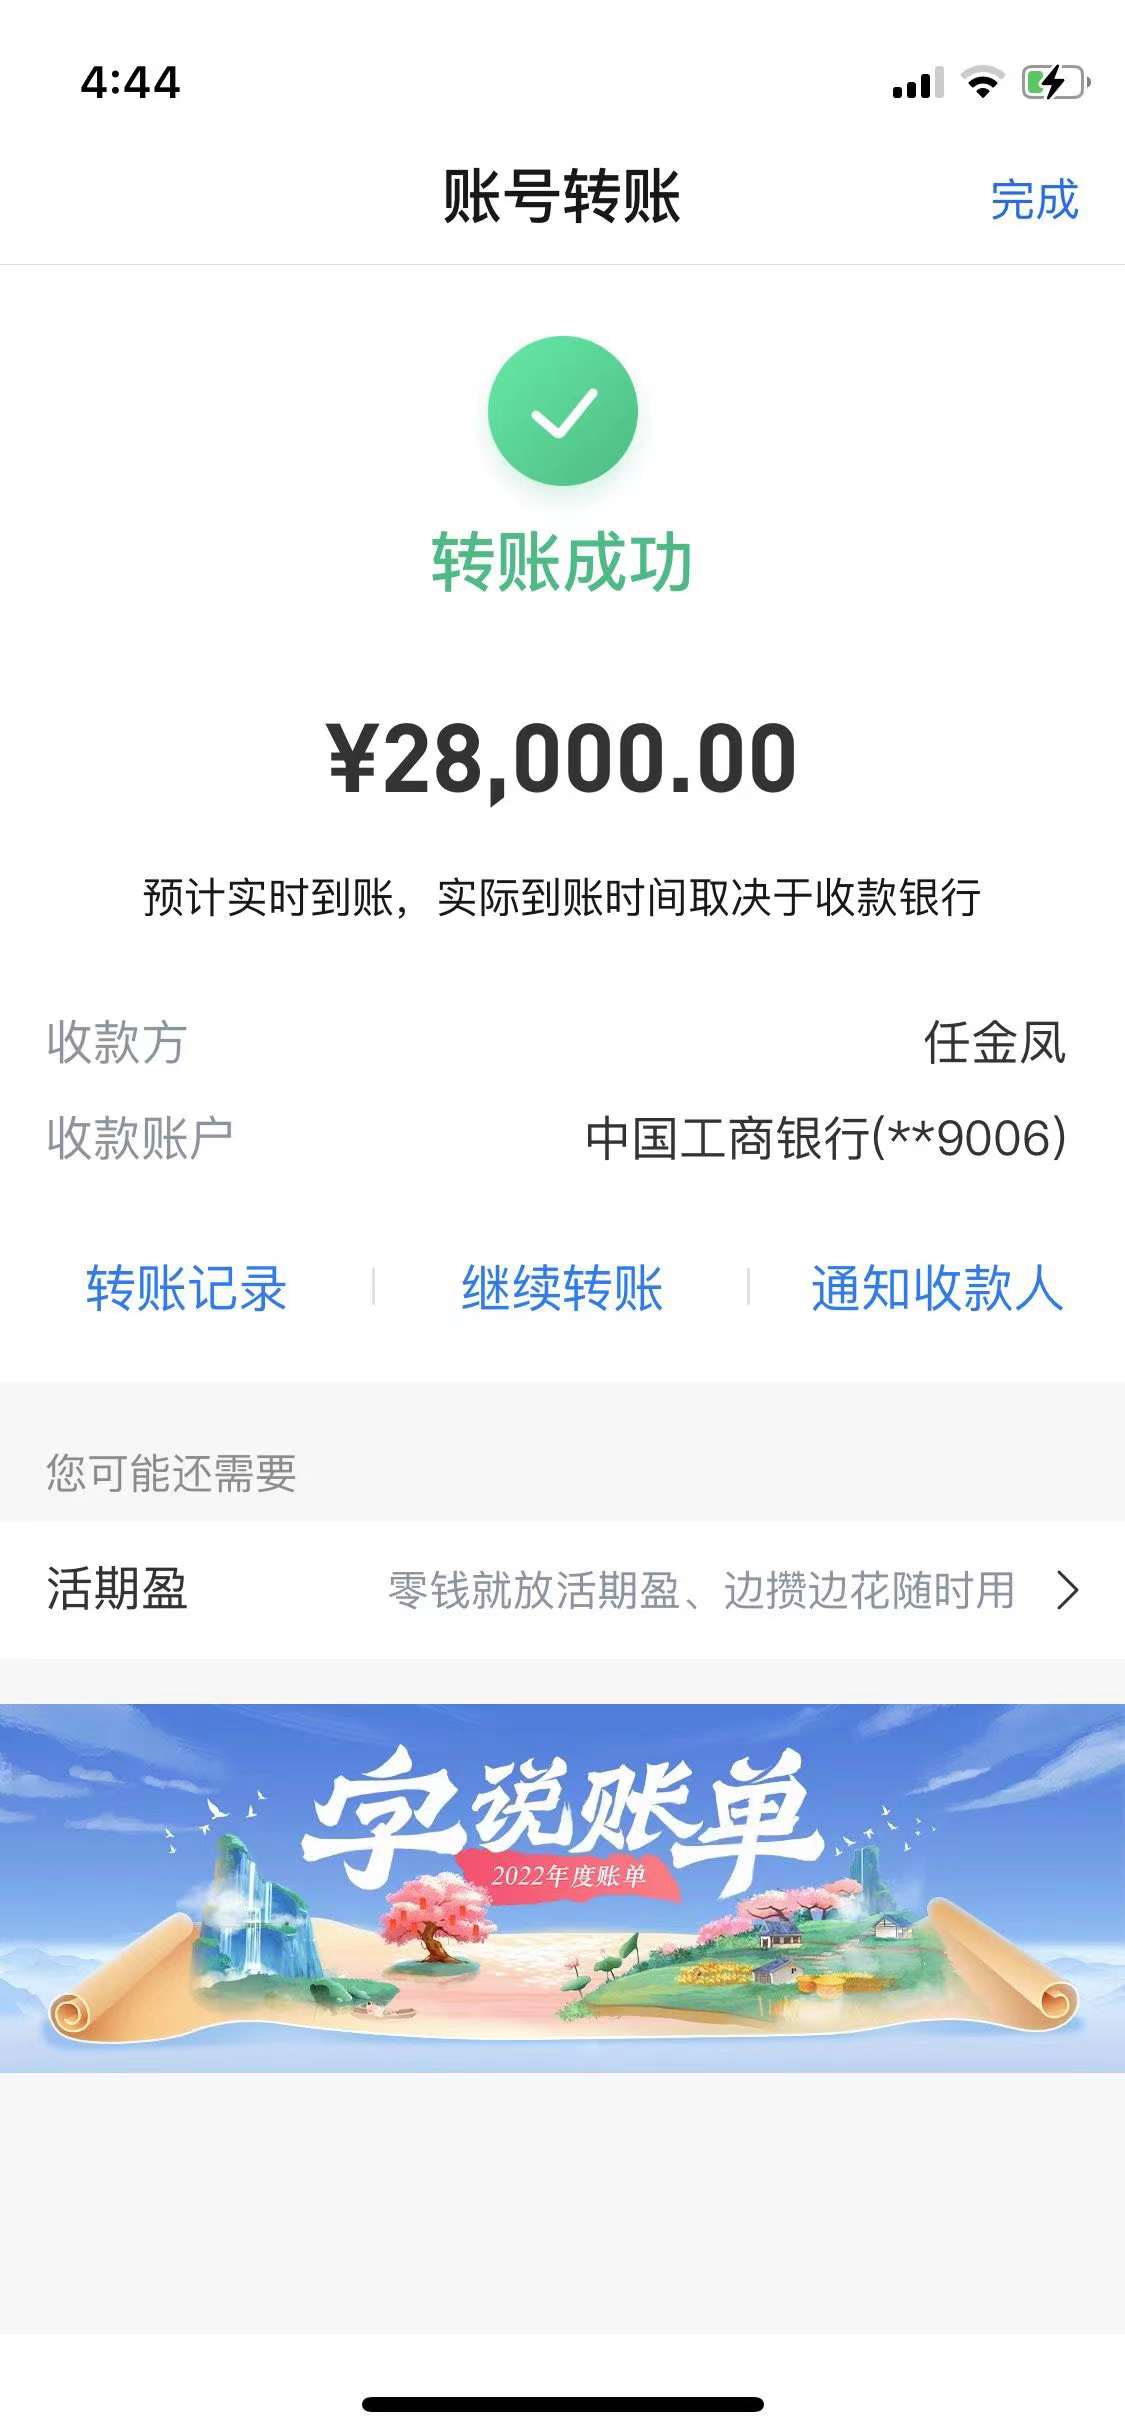 4:44
账号转账
完成
转账成功
¥28,000.00
预计实时到账，实际到账时间取决于收款银行
收款方 任金凤
收款账户 中国工商银行(**9006)
转账记录 继续转账 通知收款人
您可能还需要
活期盈 零钱就放活期盈、边攒边花随时用
字说账单
2022年度账单